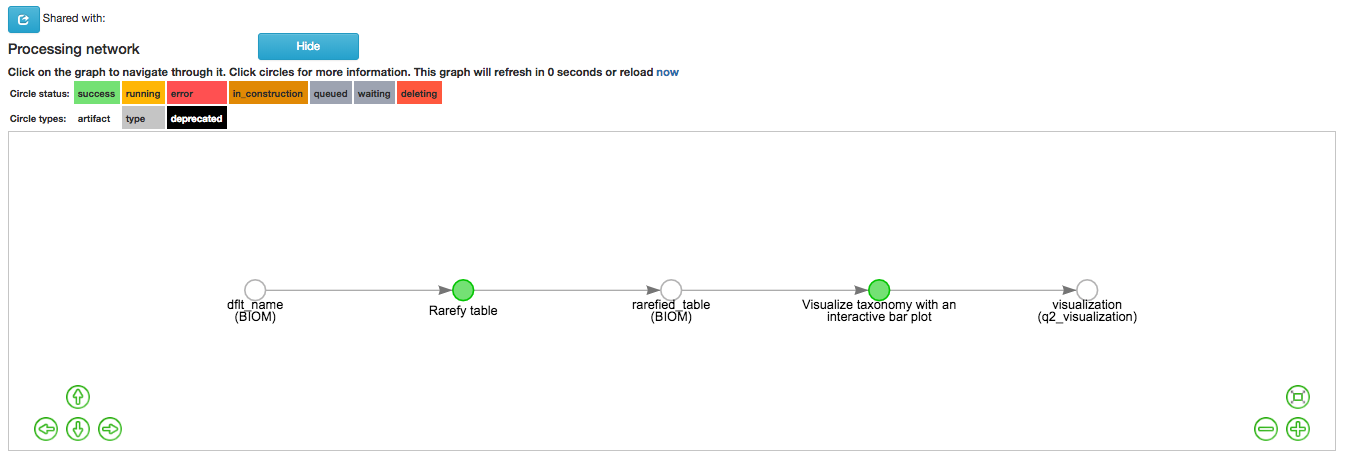 Shared with:
Processing network
Hide
Click on the graph to navigate through it. Click circles for more information. This graph will refresh in 0 seconds or reload now
Circle status: success running error in_construction queued waiting deleting
Circle types: artifact type deprecated
dflt_name
(BIOM)
Rarefy table
rarefied_table
(BIOM)
Visualize taxonomy with an
interactive bar plot
visualization
(q2_visualization)